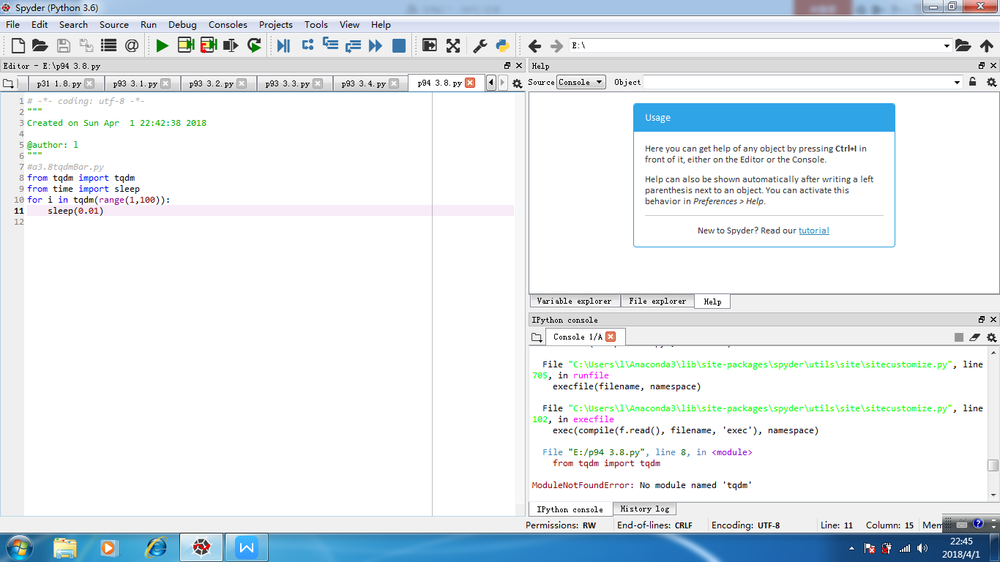 Spyder (Python 3.6)
File Edit Search Source Run Debug Consoles Projects Tools View Help
E:\
Editor - E:\p94 3.8.py
Help
p31 1.8.py p93 3.1.py p93 3.2.py p93 3.3.py p93 3.4.py p94 3.8.py
Source Console Object
1 # -*- coding: utf-8 -*-
2 """
3 Created on Sun Apr  1 22:42:38 2018
4
5 @author: l
6 """
7 #a3.8tqdmBar.py
8 from tqdm import tqdm
9 from time import sleep
10 for i in tqdm(range(1,100)):
11     sleep(0.01)
12
Usage
Here you can get help of any object by pressing Ctrl+I in
front of it, either on the Editor or the Console.
Help can also be shown automatically after writing a left
parenthesis next to an object. You can activate this
behavior in Preferences > Help.
New to Spyder? Read our tutorial
Variable explorer File explorer Help
IPython console
Console 1/A
File "C:\Users\l\Anaconda3\lib\site-packages\spyder\utils\site\sitecustomize.py", line
705, in runfile
execfile(filename, namespace)
File "C:\Users\l\Anaconda3\lib\site-packages\spyder\utils\site\sitecustomize.py", line
102, in execfile
exec(compile(f.read(), filename, 'exec'), namespace)
File "E:/p94 3.8.py", line 8, in <module>
from tqdm import tqdm
ModuleNotFoundError: No module named 'tqdm'
IPython console History log
Permissions: RW End-of-lines: CRLF Encoding: UTF-8 Line: 11 Column: 15 Mem
22:45
2018/4/1